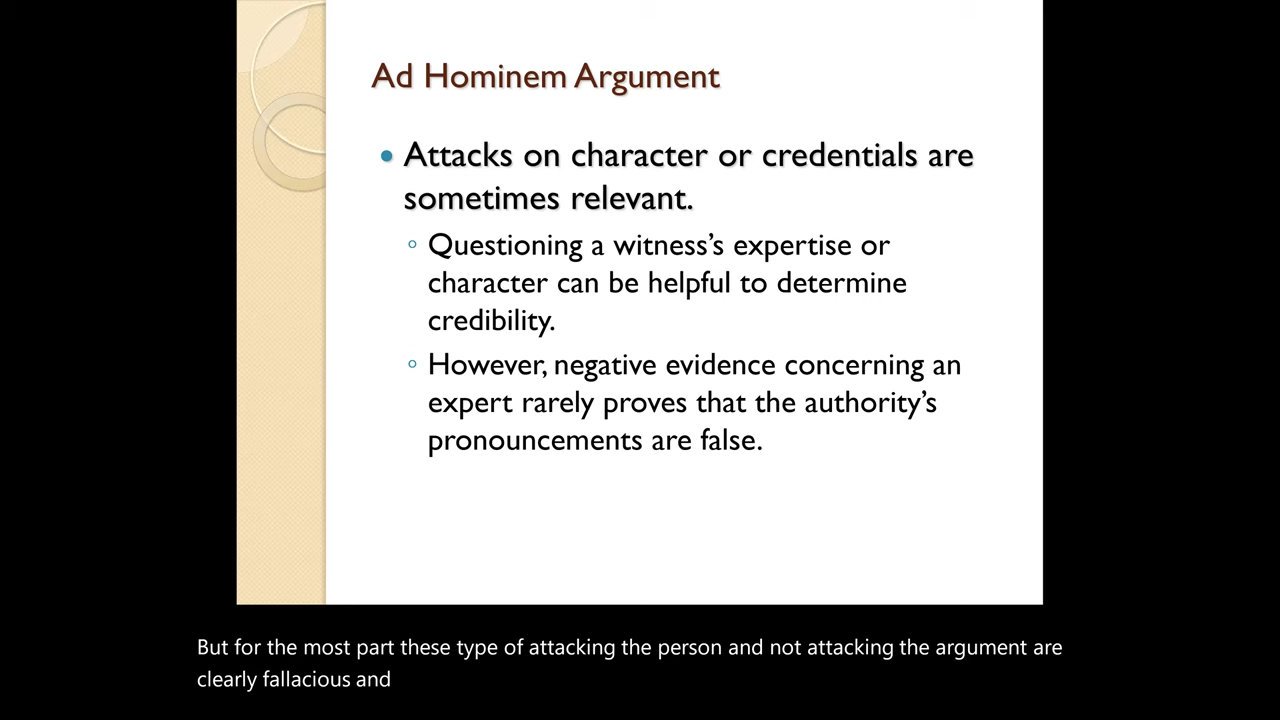 Ad Hominem Argument
• Attacks on character or credentials are
sometimes relevant.
◦ Questioning a witness’s expertise or
character can be helpful to determine
credibility.
◦ However, negative evidence concerning an
expert rarely proves that the authority’s
pronouncements are false.
But for the most part these type of attacking the person and not attacking the argument are
clearly fallacious and